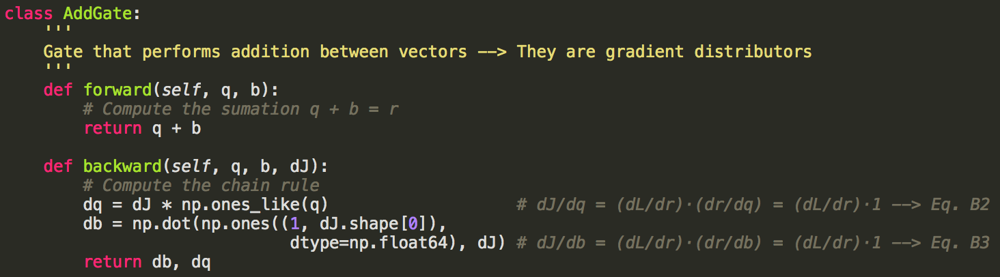 class AddGate:
    '''
    Gate that performs addition between vectors —-> They are gradient distributors
    '''
    def forward(self, q, b):
        # Compute the sumation q + b = r
        return q + b

    def backward(self, q, b, dJ):
        # Compute the chain rule
        dq = dJ * np.ones_like(q)                   # dJ/dq = (dL/dr)·(dr/dq) = (dL/dr)·1 —-> Eq. B2
        db = np.dot(np.ones((1, dJ.shape[0]),
                             dtype=np.float64), dJ) # dJ/db = (dL/dr)·(dr/db) = (dL/dr)·1 —-> Eq. B3
        return db, dq